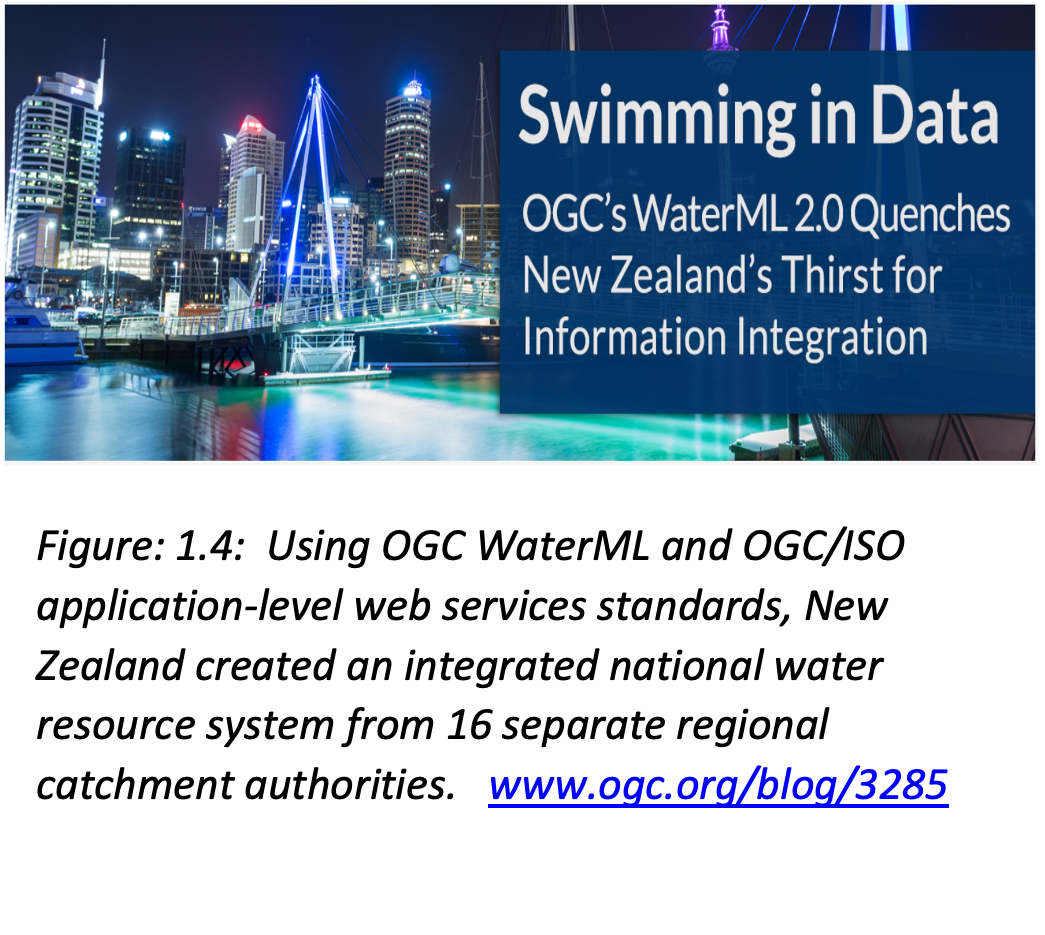 Swimming in Data
OGC's WaterML 2.0 Quenches
New Zealand's Thirst for
Information Integration
Figure: 1.4:  Using OGC WaterML and OGC/ISO
application-level web services standards, New
Zealand created an integrated national water
resource system from 16 separate regional
catchment authorities.   www.ogc.org/blog/3285